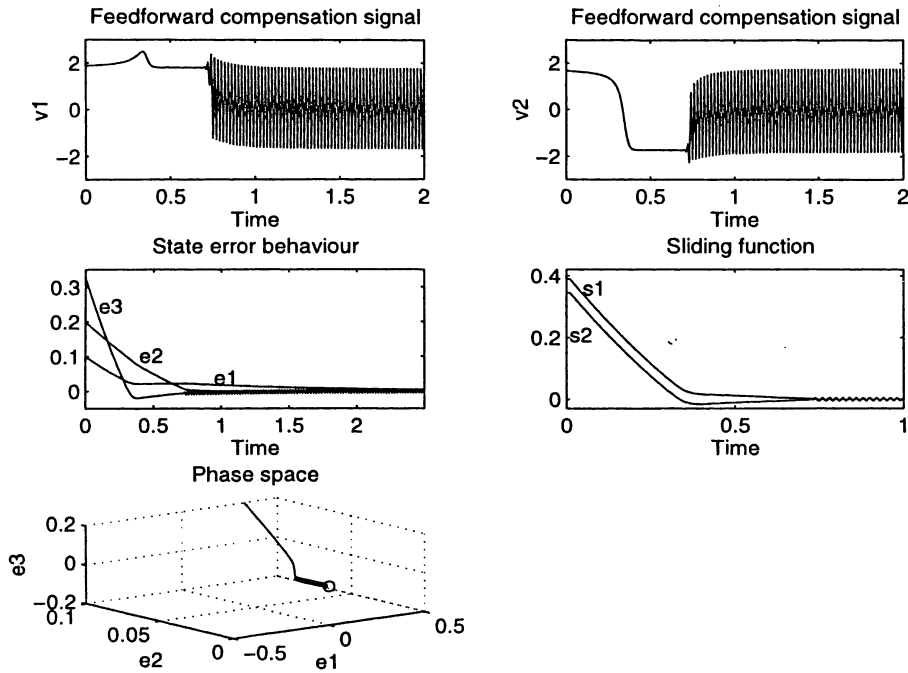 Feedforward compensation signal
2
0
−2
v1
0
0.5
1
1.5
2
Time
Feedforward compensation signal
2
0
−2
v2
0
0.5
1
1.5
2
Time
State error behaviour
0.3
0.2
0.1
0
e3
e2
e1
0
0.5
1
1.5
2
Time
Sliding function
0.4
0.2
0
s1
s2
0
0.5
1
Time
Phase space
0.2
0
−0.2
e3
0.1
0.05
0
e2
−0.5
0
0.5
e1